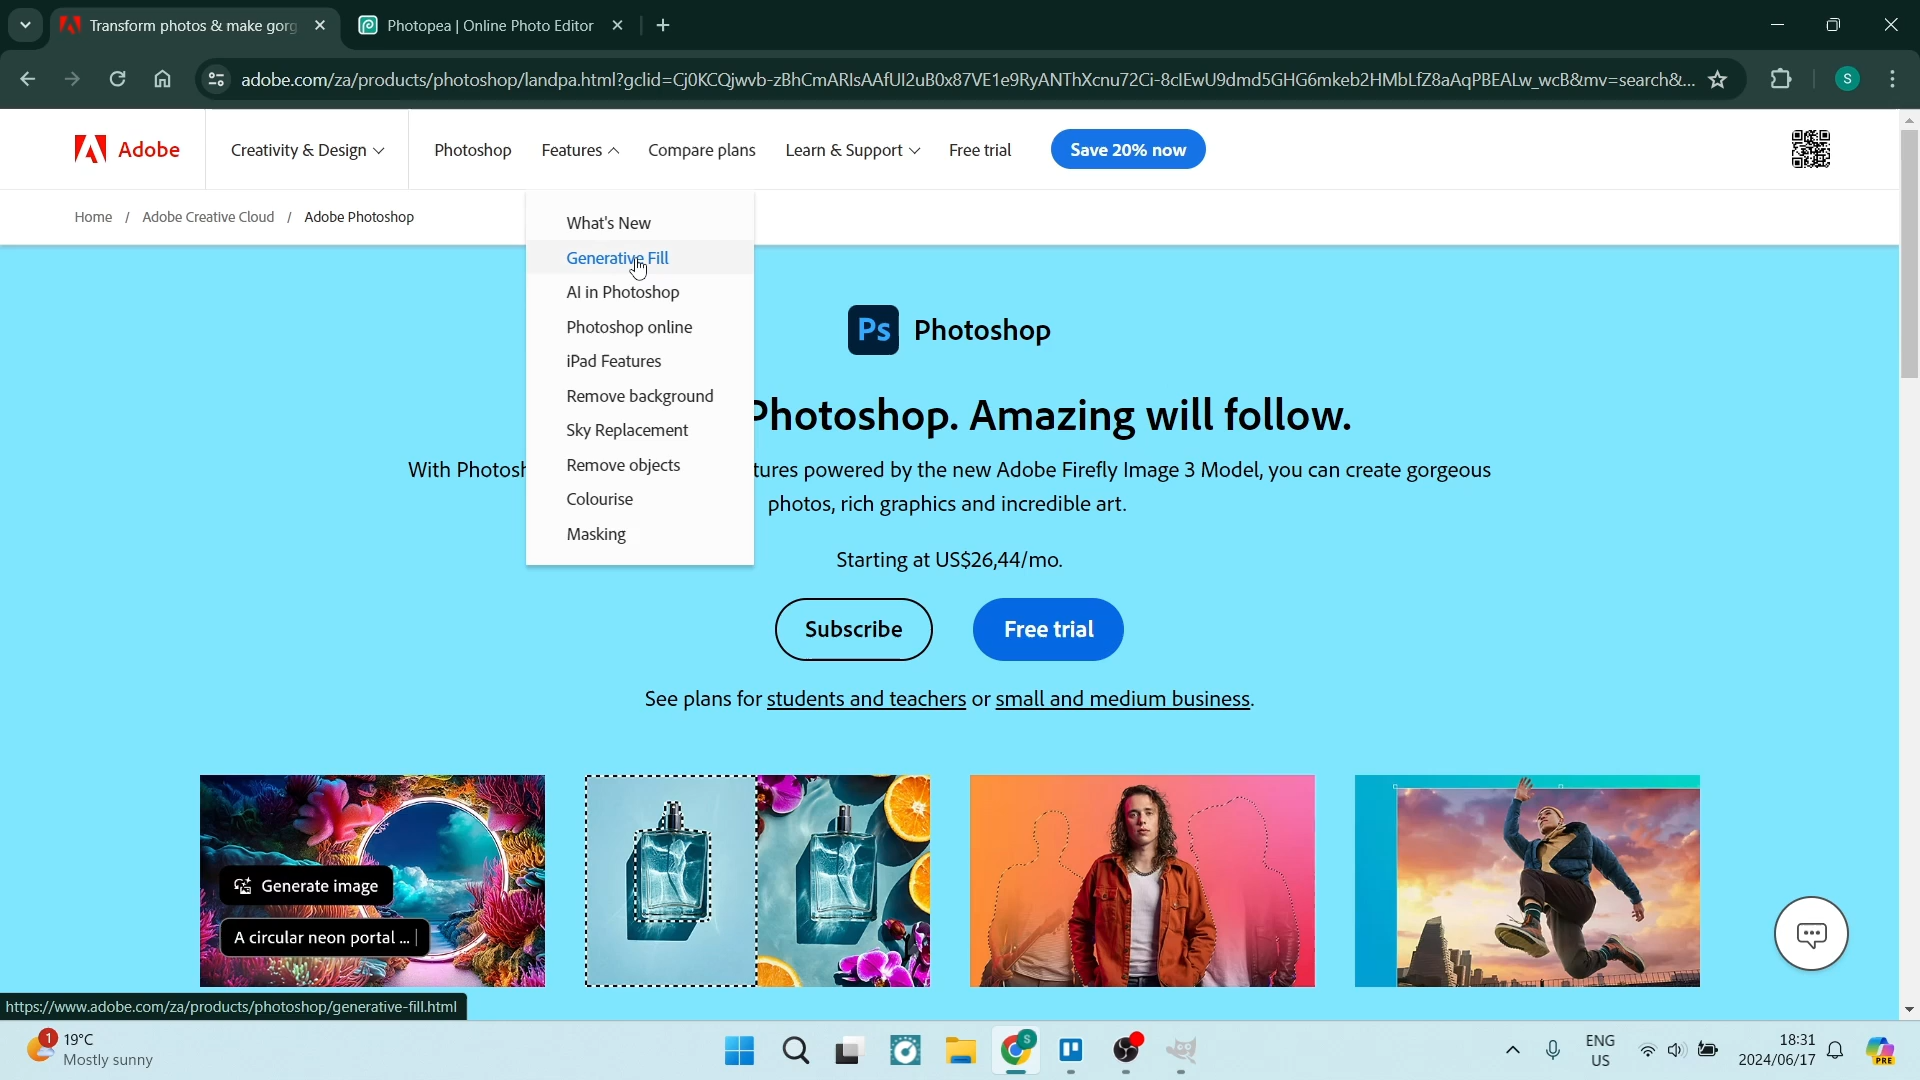 Transform photos & make gorg
Photopea | Online Photo Editor
adobe.com/za/products/photoshop/landpa.html?gclid=Cj0KCQjwvb-zBhCmARIsAAfUI2uB0x87VE1e9RyANThXcnu72Ci-8clEwU9dmd5GHG6mkeb2HMbLfZ8aAqPBEALw_wcB&mv=search&...
S
Adobe
Creativity & Design
Photoshop
Features
Compare plans
Learn & Support
Free trial
Save 20% now
Home / Adobe Creative Cloud / Adobe Photoshop
What's New
Generative Fill
AI in Photoshop
Photoshop online
iPad Features
Remove background
Sky Replacement
Remove objects
Colourise
Masking
Ps Photoshop
Photoshop. Amazing will follow.
With Photosh tures powered by the new Adobe Firefly Image 3 Model, you can create gorgeous
photos, rich graphics and incredible art.
Starting at US$26,44/mo.
Subscribe
Free trial
See plans for students and teachers or small and medium business.
Generate image
A circular neon portal ...
https://www.adobe.com/za/products/photoshop/generative-fill.html
1
19°C
Mostly sunny
S
ENG
US
18:31
2024/06/17
PRE